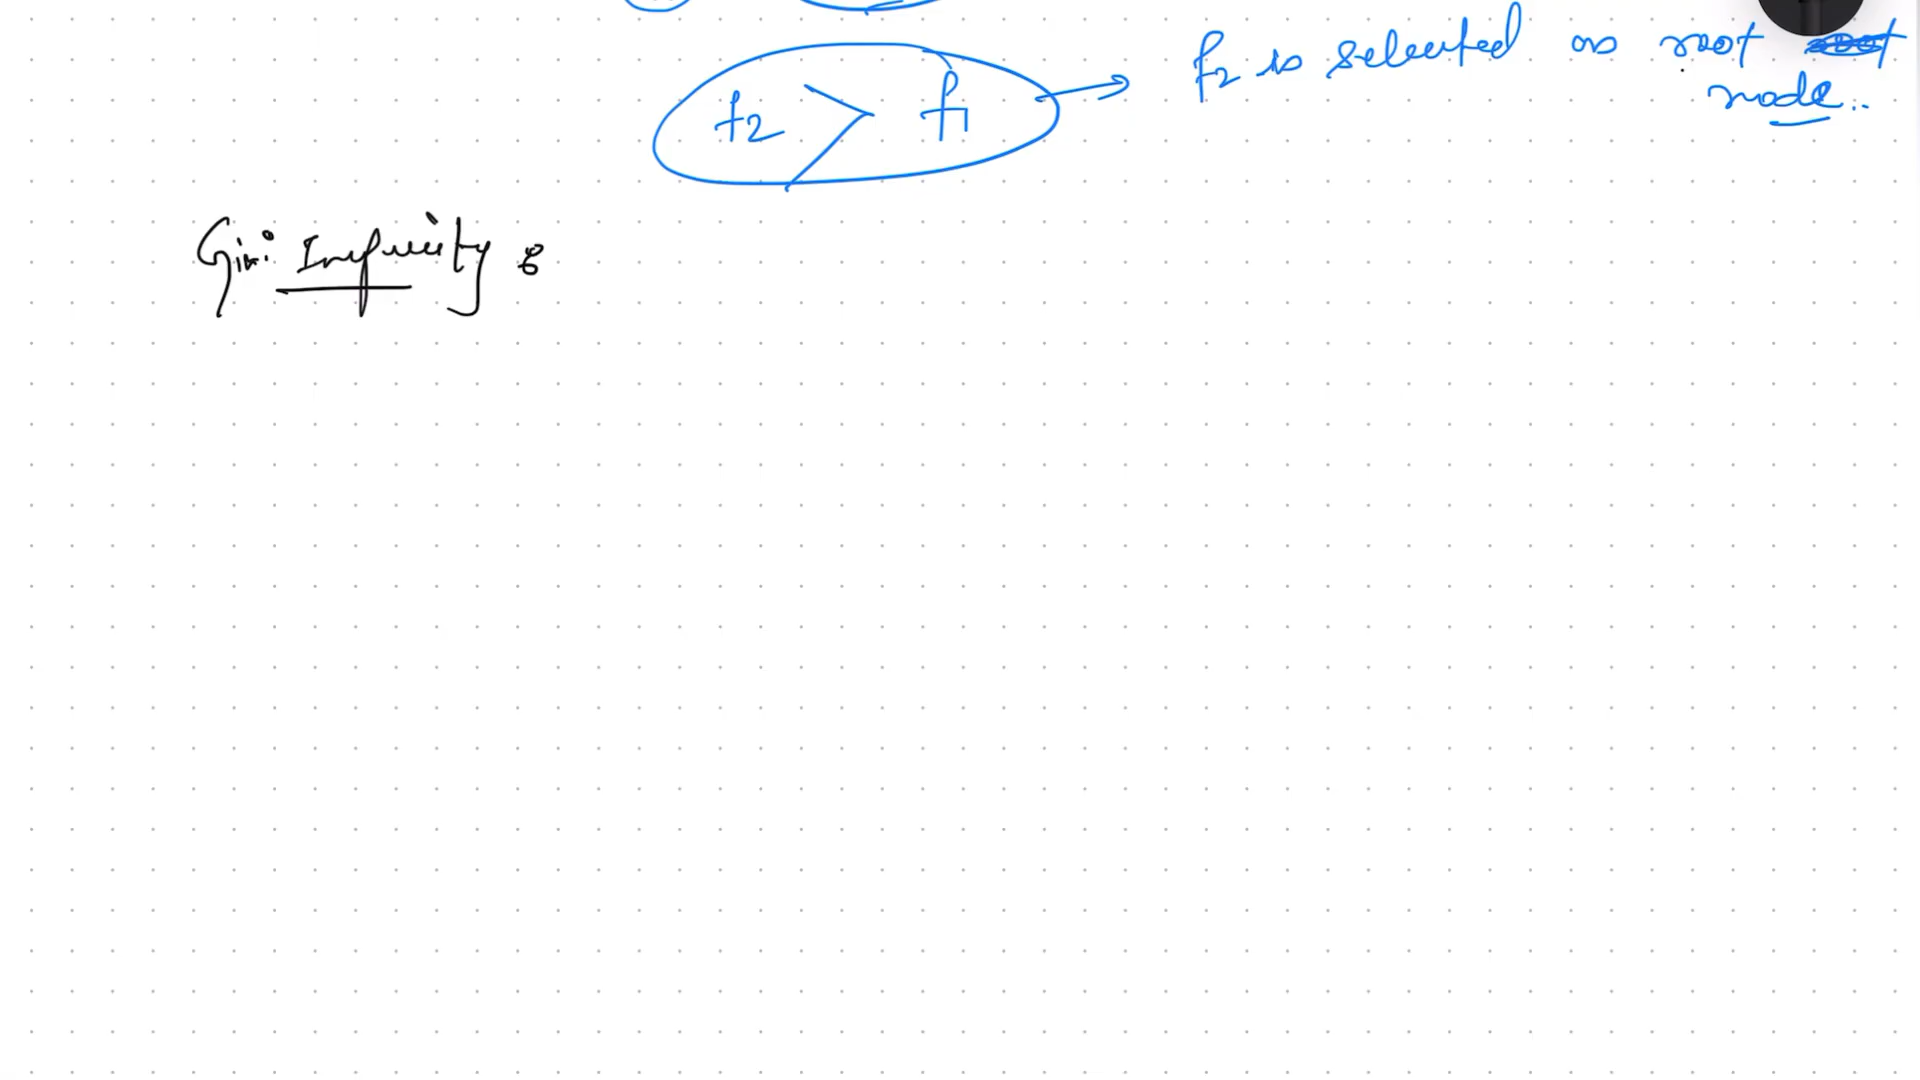 f2 > f1 → f2 is selected as root
node..
Gini Impurity :